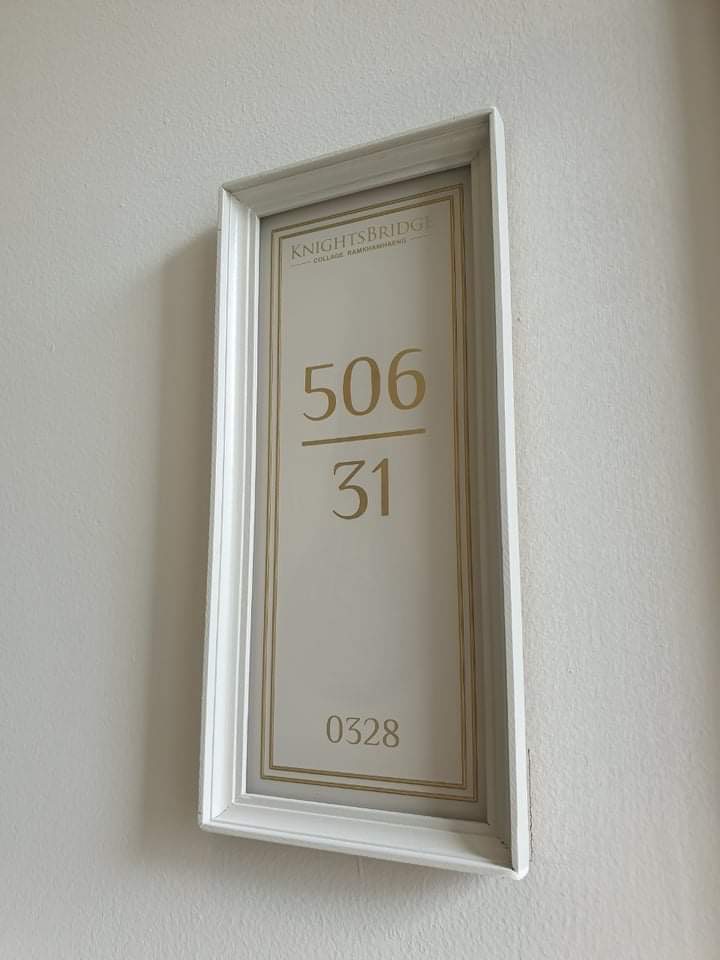 KNIGHTSBRIDGE
COLLAGE RAMKHAMHAENG
506
31
0328